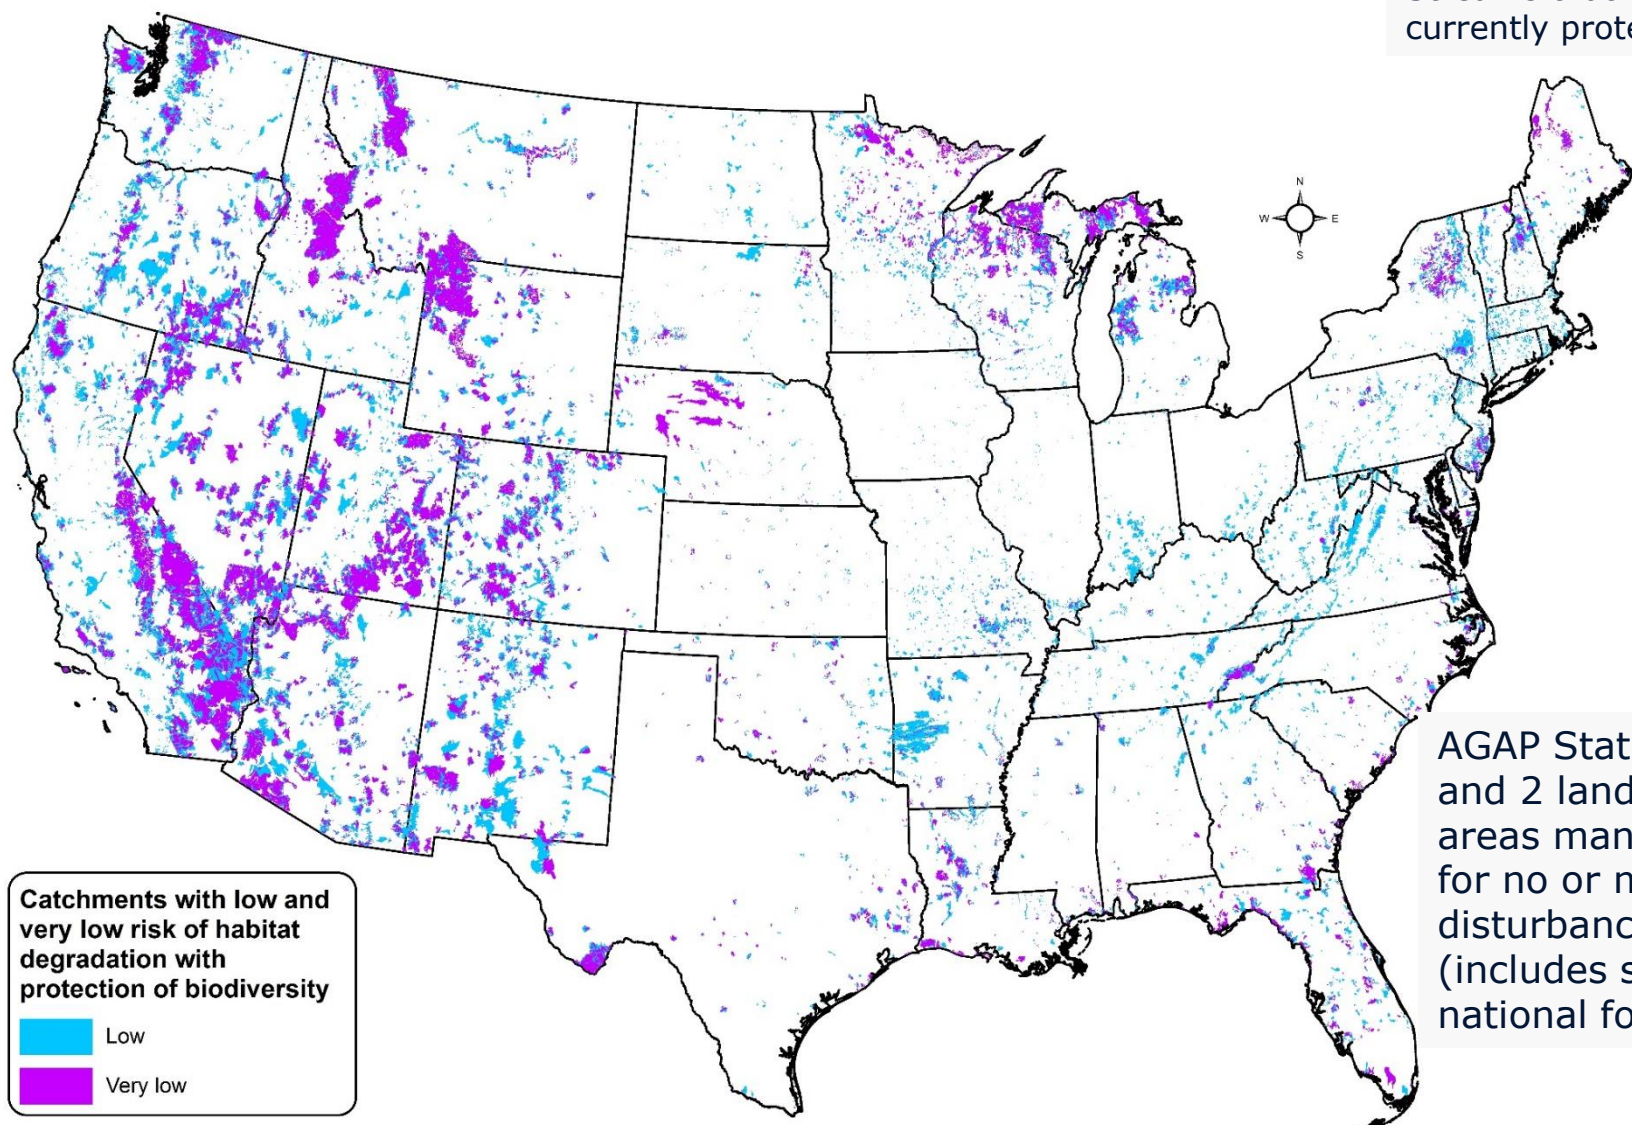 currently prote
N
W E
S
AGAP Stat
and 2 land
areas man
for no or m
disturbanc
(includes s
national fo
Catchments with low and
very low risk of habitat
degradation with
protection of biodiversity
Low
Very low